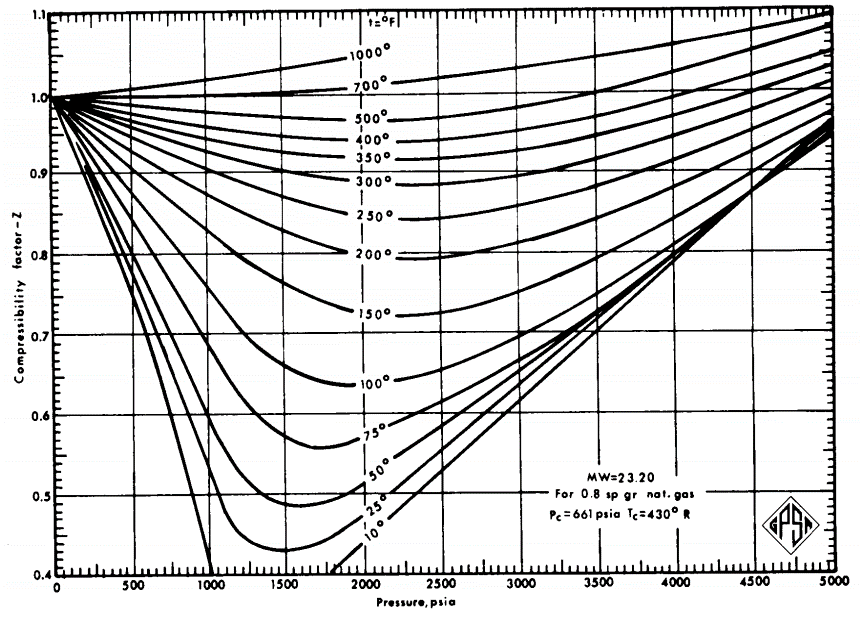 1.1
t=°F
1000°
700°
1.0
500°
400°
350°
300°
0.9
250°
200°
0.8
150°
0.7
100°
0.6
75°
50°
0.5
25°
10°
0.4
Compressibility factor-Z
MW=23.20
For 0.8 sp gr nat. gas
Pc=661 psia Tc=430° R
GPSA
0 500 1000 1500 2000 2500 3000 3500 4000 4500 5000
Pressure, psia